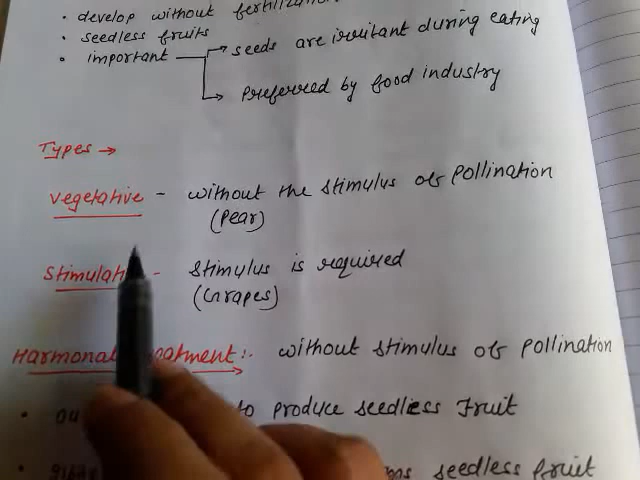 • develop without fertilization
• seedless fruits
• important → seeds are irritant during eating
→ Preferred by food industry
Types →
Vegetative - without the stimulus of Pollination
(Pear)
Stimulati - Stimulus is required
(Grapes)
Harmonal atment:- without stimulus of pollination
• to produce seedless Fruit
• seedless fruit